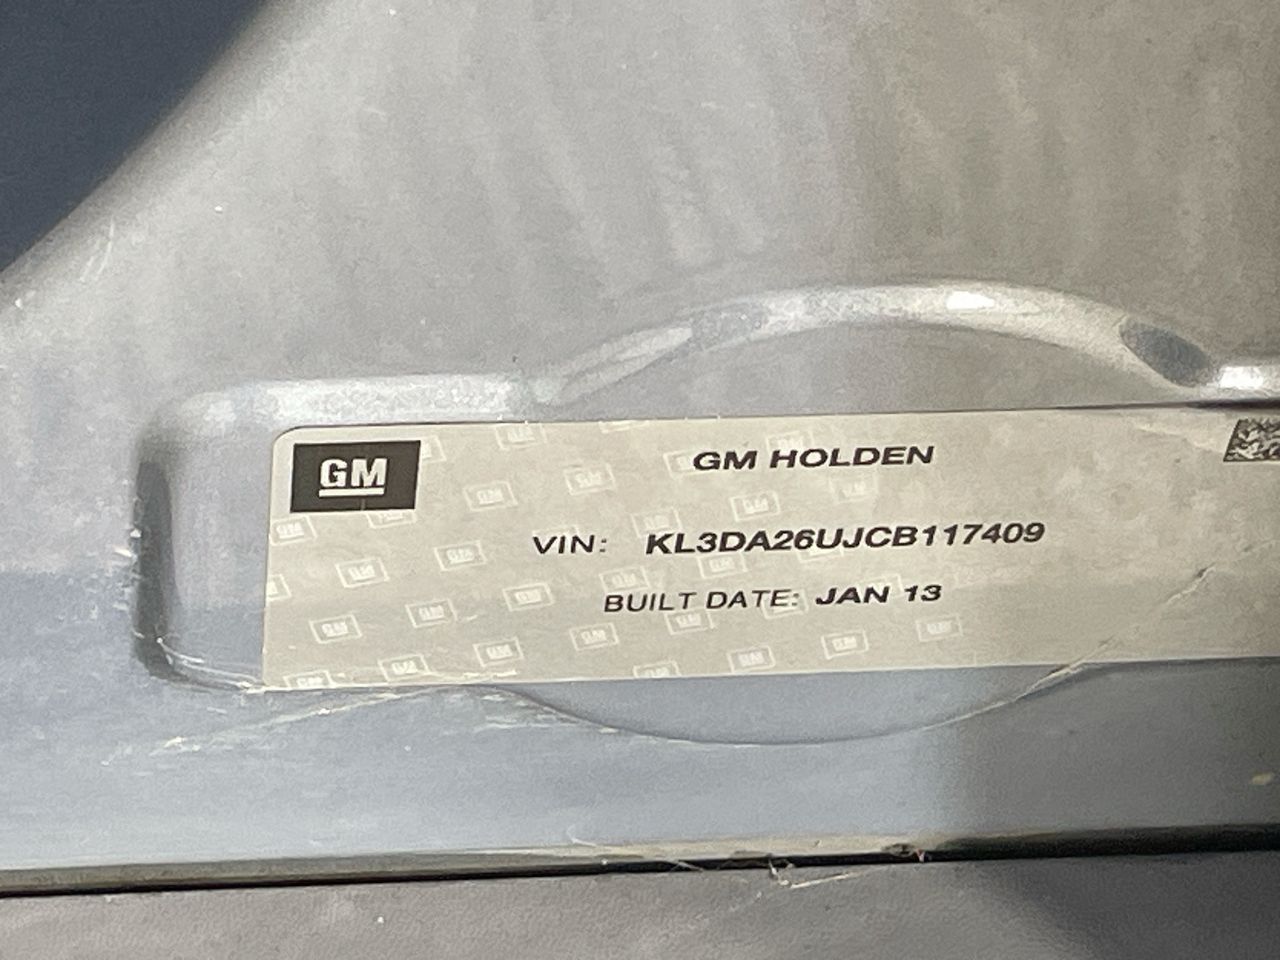 GM
GM HOLDEN
VIN: KL3DA26UJCB117409
BUILT DATE: JAN 13